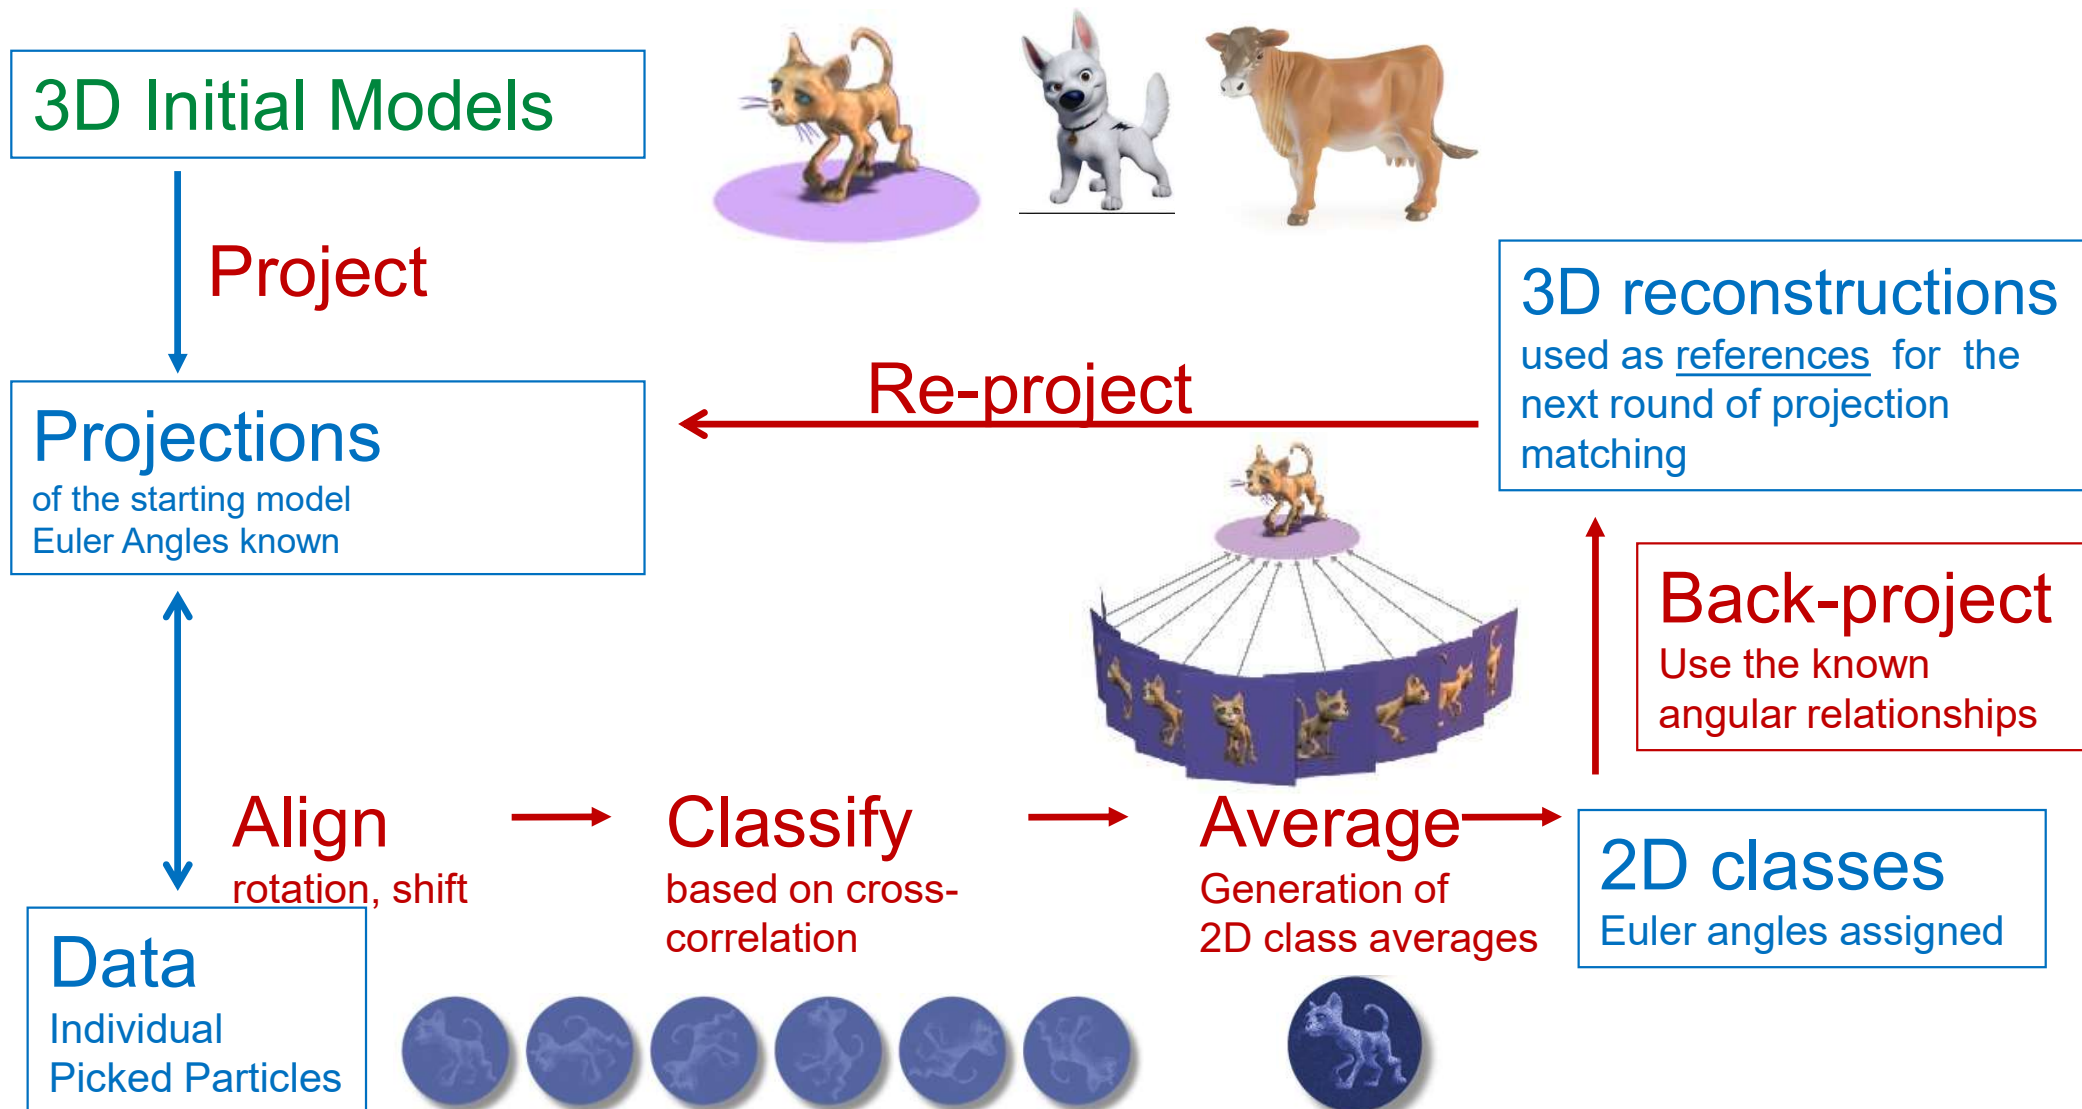 3D Initial Models
Project
Projections
of the starting model
Euler Angles known
Re-project
3D reconstructions
used as references for the
next round of projection
matching
Back-project
Use the known
angular relationships
Align
rotation, shift
Classify
based on cross-
correlation
Average
Generation of
2D class averages
2D classes
Euler angles assigned
Data
Individual
Picked Particles